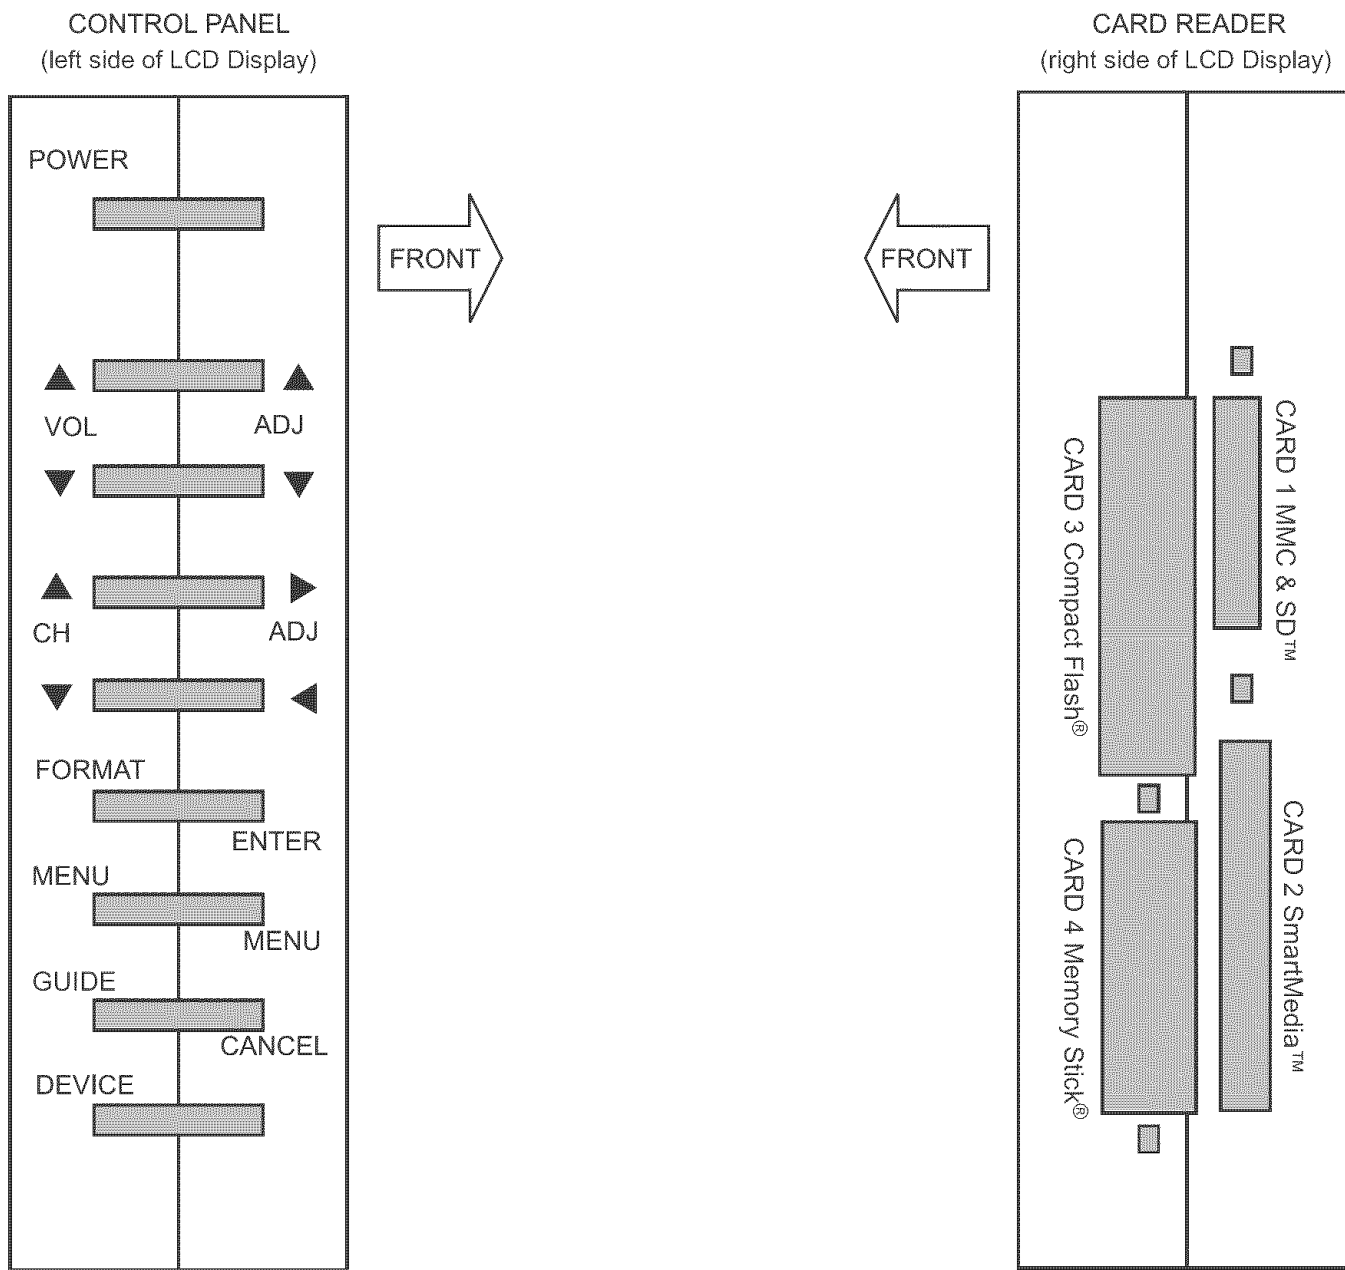 CONTROL PANEL
(left side of LCD Display)
POWER
FRONT
VOL
ADJ
CH
ADJ
FORMAT
ENTER
MENU
MENU
GUIDE
CANCEL
DEVICE
CARD READER
(right side of LCD Display)
FRONT
CARD 3 Compact Flash®
CARD 1 MMC & SD™
CARD 4 Memory Stick®
CARD 2 SmartMedia™